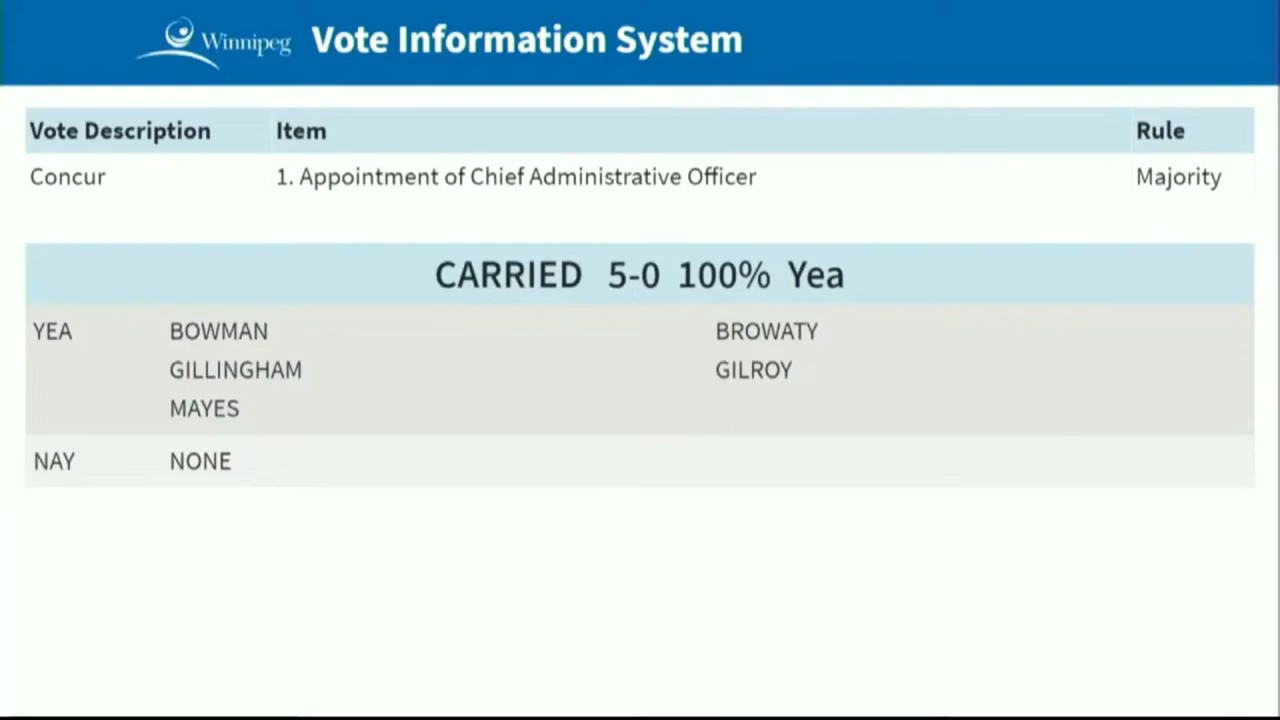 Winnipeg Vote Information System
Vote Description Item Rule
Concur 1. Appointment of Chief Administrative Officer Majority
CARRIED 5-0 100% Yea
YEA BOWMAN BROWATY
GILLINGHAM GILROY
MAYES
NAY NONE